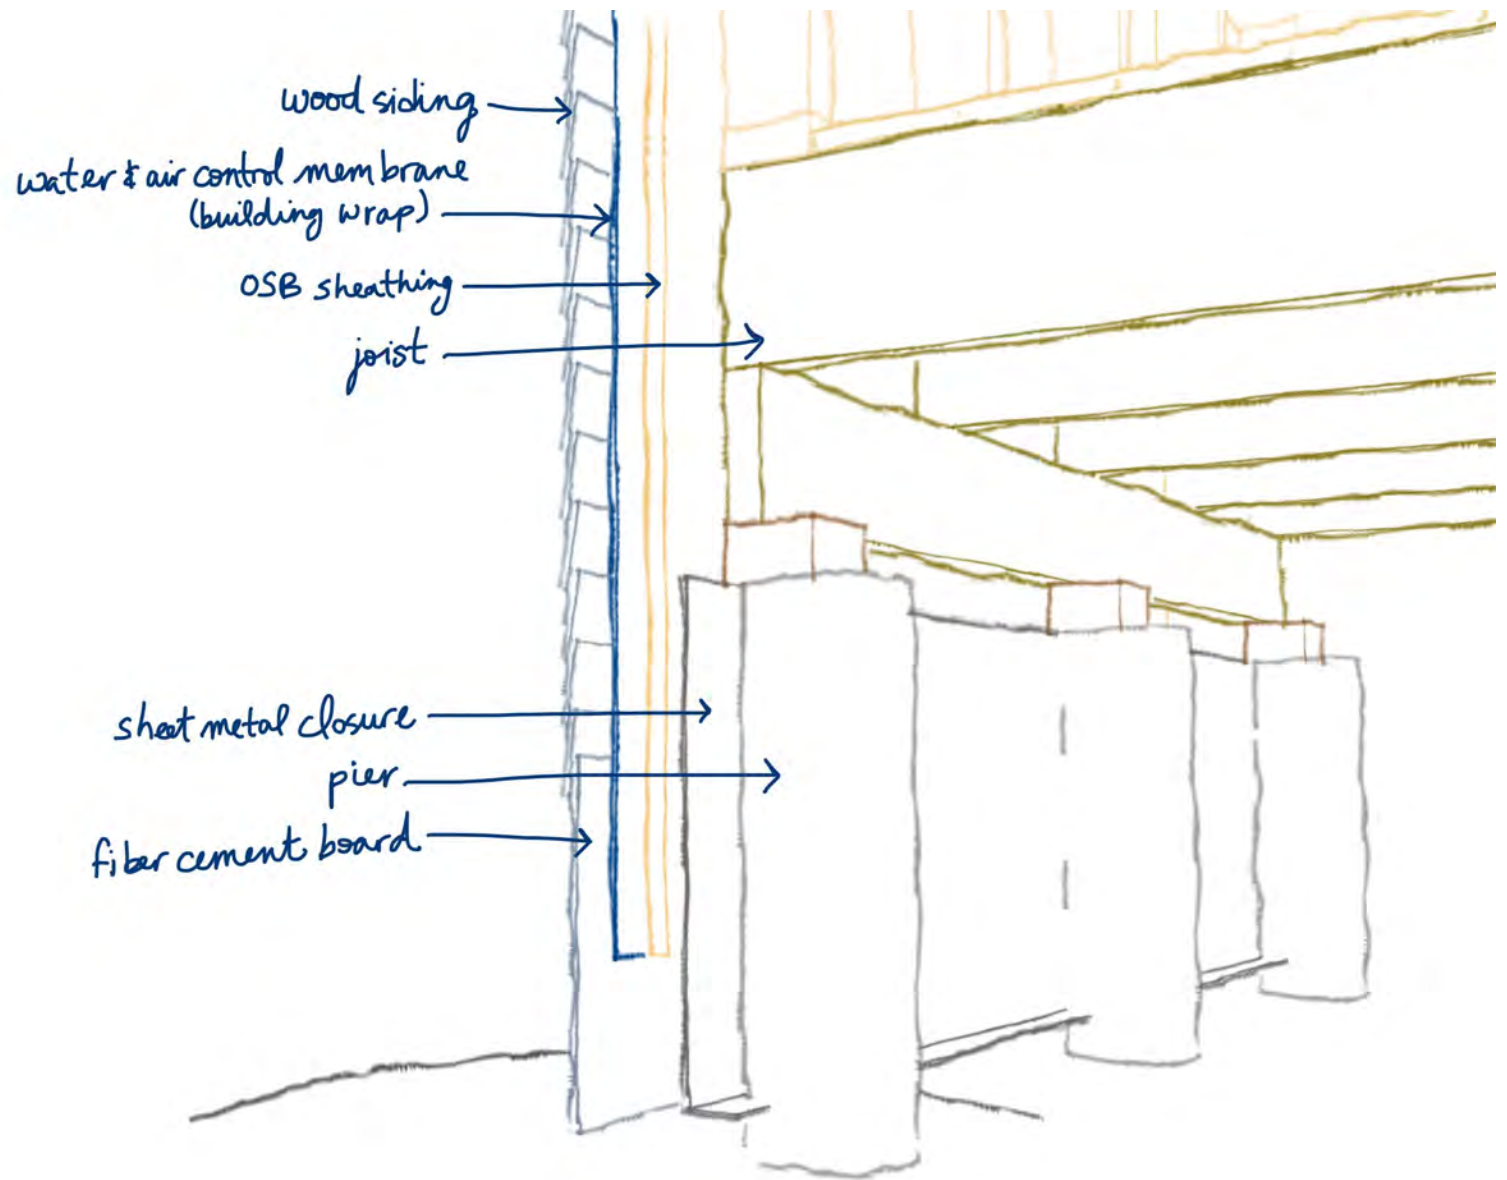 wood siding
water & air control membrane
(building wrap)
OSB sheathing
joist
sheet metal closure
pier
fiber cement board